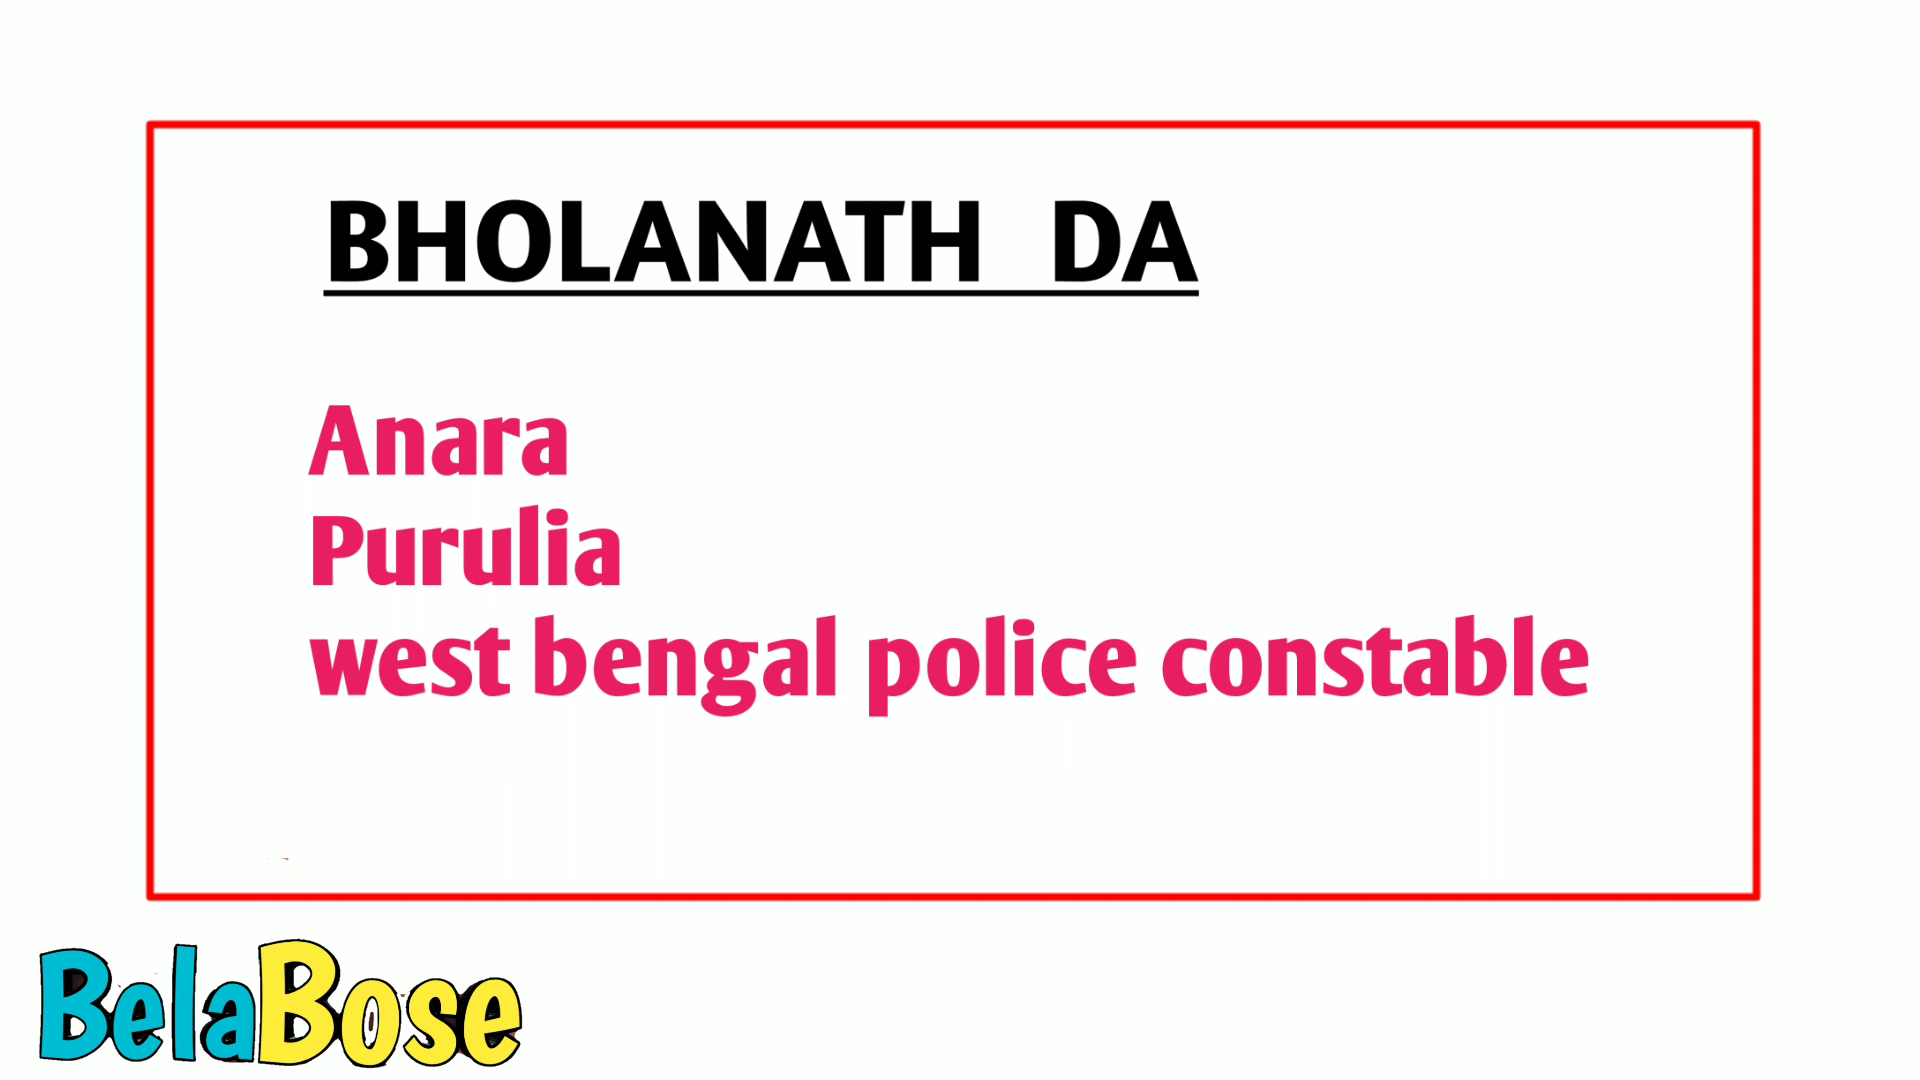 BHOLANATH DA
Anara
Purulia
west bengal police constable
BelaBose